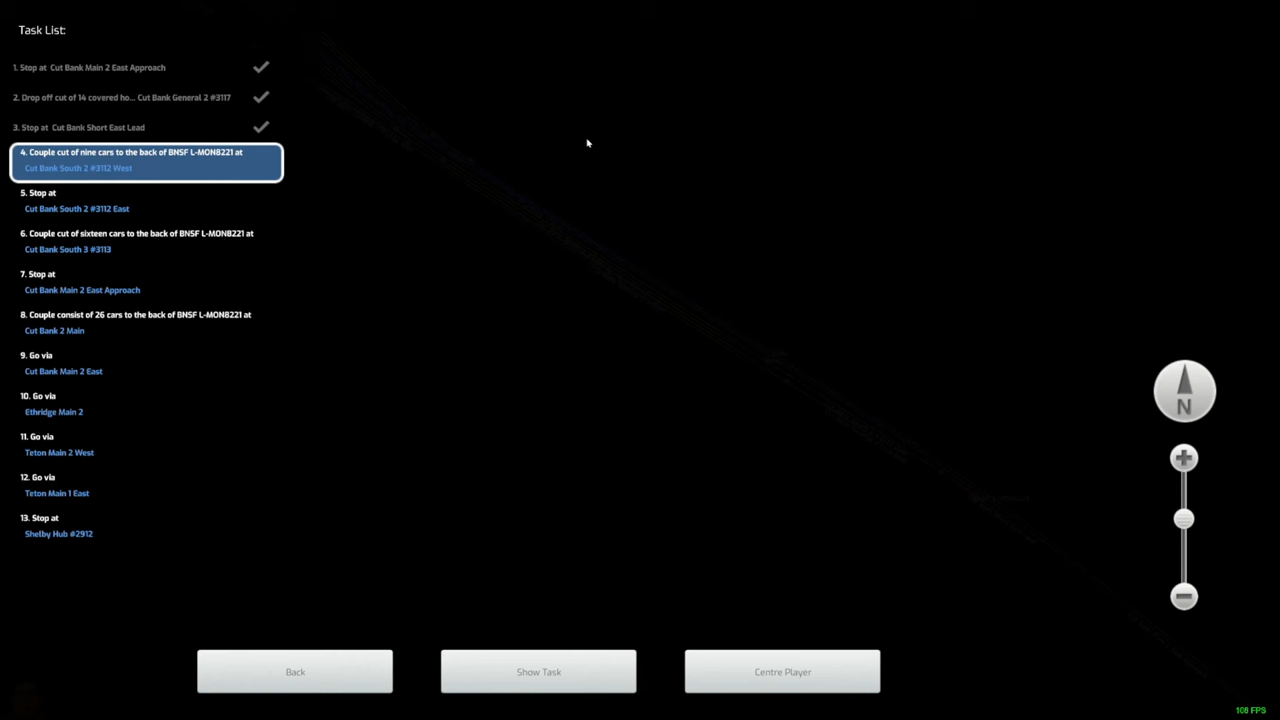 Task List:
1. Stop at Cut Bank Main 2 East Approach
2. Drop off cut of 14 covered ho... Cut Bank General 2 #3117
3. Stop at Cut Bank Short East Lead
4. Couple cut of nine cars to the back of BNSF L-MON8221 at
Cut Bank South 2 #3112 West
5. Stop at
Cut Bank South 2 #3112 East
6. Couple cut of sixteen cars to the back of BNSF L-MON8221 at
Cut Bank South 3 #3113
7. Stop at
Cut Bank Main 2 East Approach
8. Couple consist of 26 cars to the back of BNSF L-MON8221 at
Cut Bank 2 Main
9. Go via
Cut Bank Main 2 East
10. Go via
Ethridge Main 2
11. Go via
Teton Main 2 West
12. Go via
Teton Main 1 East
13. Stop at
Shelby Hub #2912
N
Back
Show Task
Centre Player
108 FPS